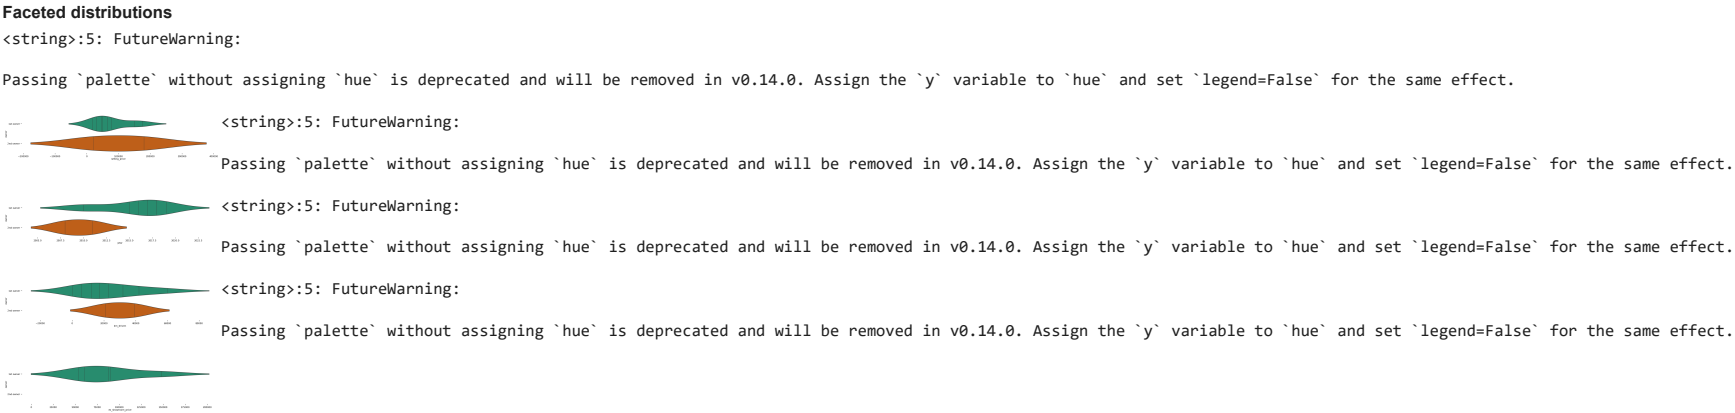 Faceted distributions
<string>:5: FutureWarning:
Passing `palette` without assigning `hue` is deprecated and will be removed in v0.14.0. Assign the `y` variable to `hue` and set `legend=False` for the same effect.
<string>:5: FutureWarning:
Passing `palette` without assigning `hue` is deprecated and will be removed in v0.14.0. Assign the `y` variable to `hue` and set `legend=False` for the same effect.
<string>:5: FutureWarning:
Passing `palette` without assigning `hue` is deprecated and will be removed in v0.14.0. Assign the `y` variable to `hue` and set `legend=False` for the same effect.
<string>:5: FutureWarning:
Passing `palette` without assigning `hue` is deprecated and will be removed in v0.14.0. Assign the `y` variable to `hue` and set `legend=False` for the same effect.